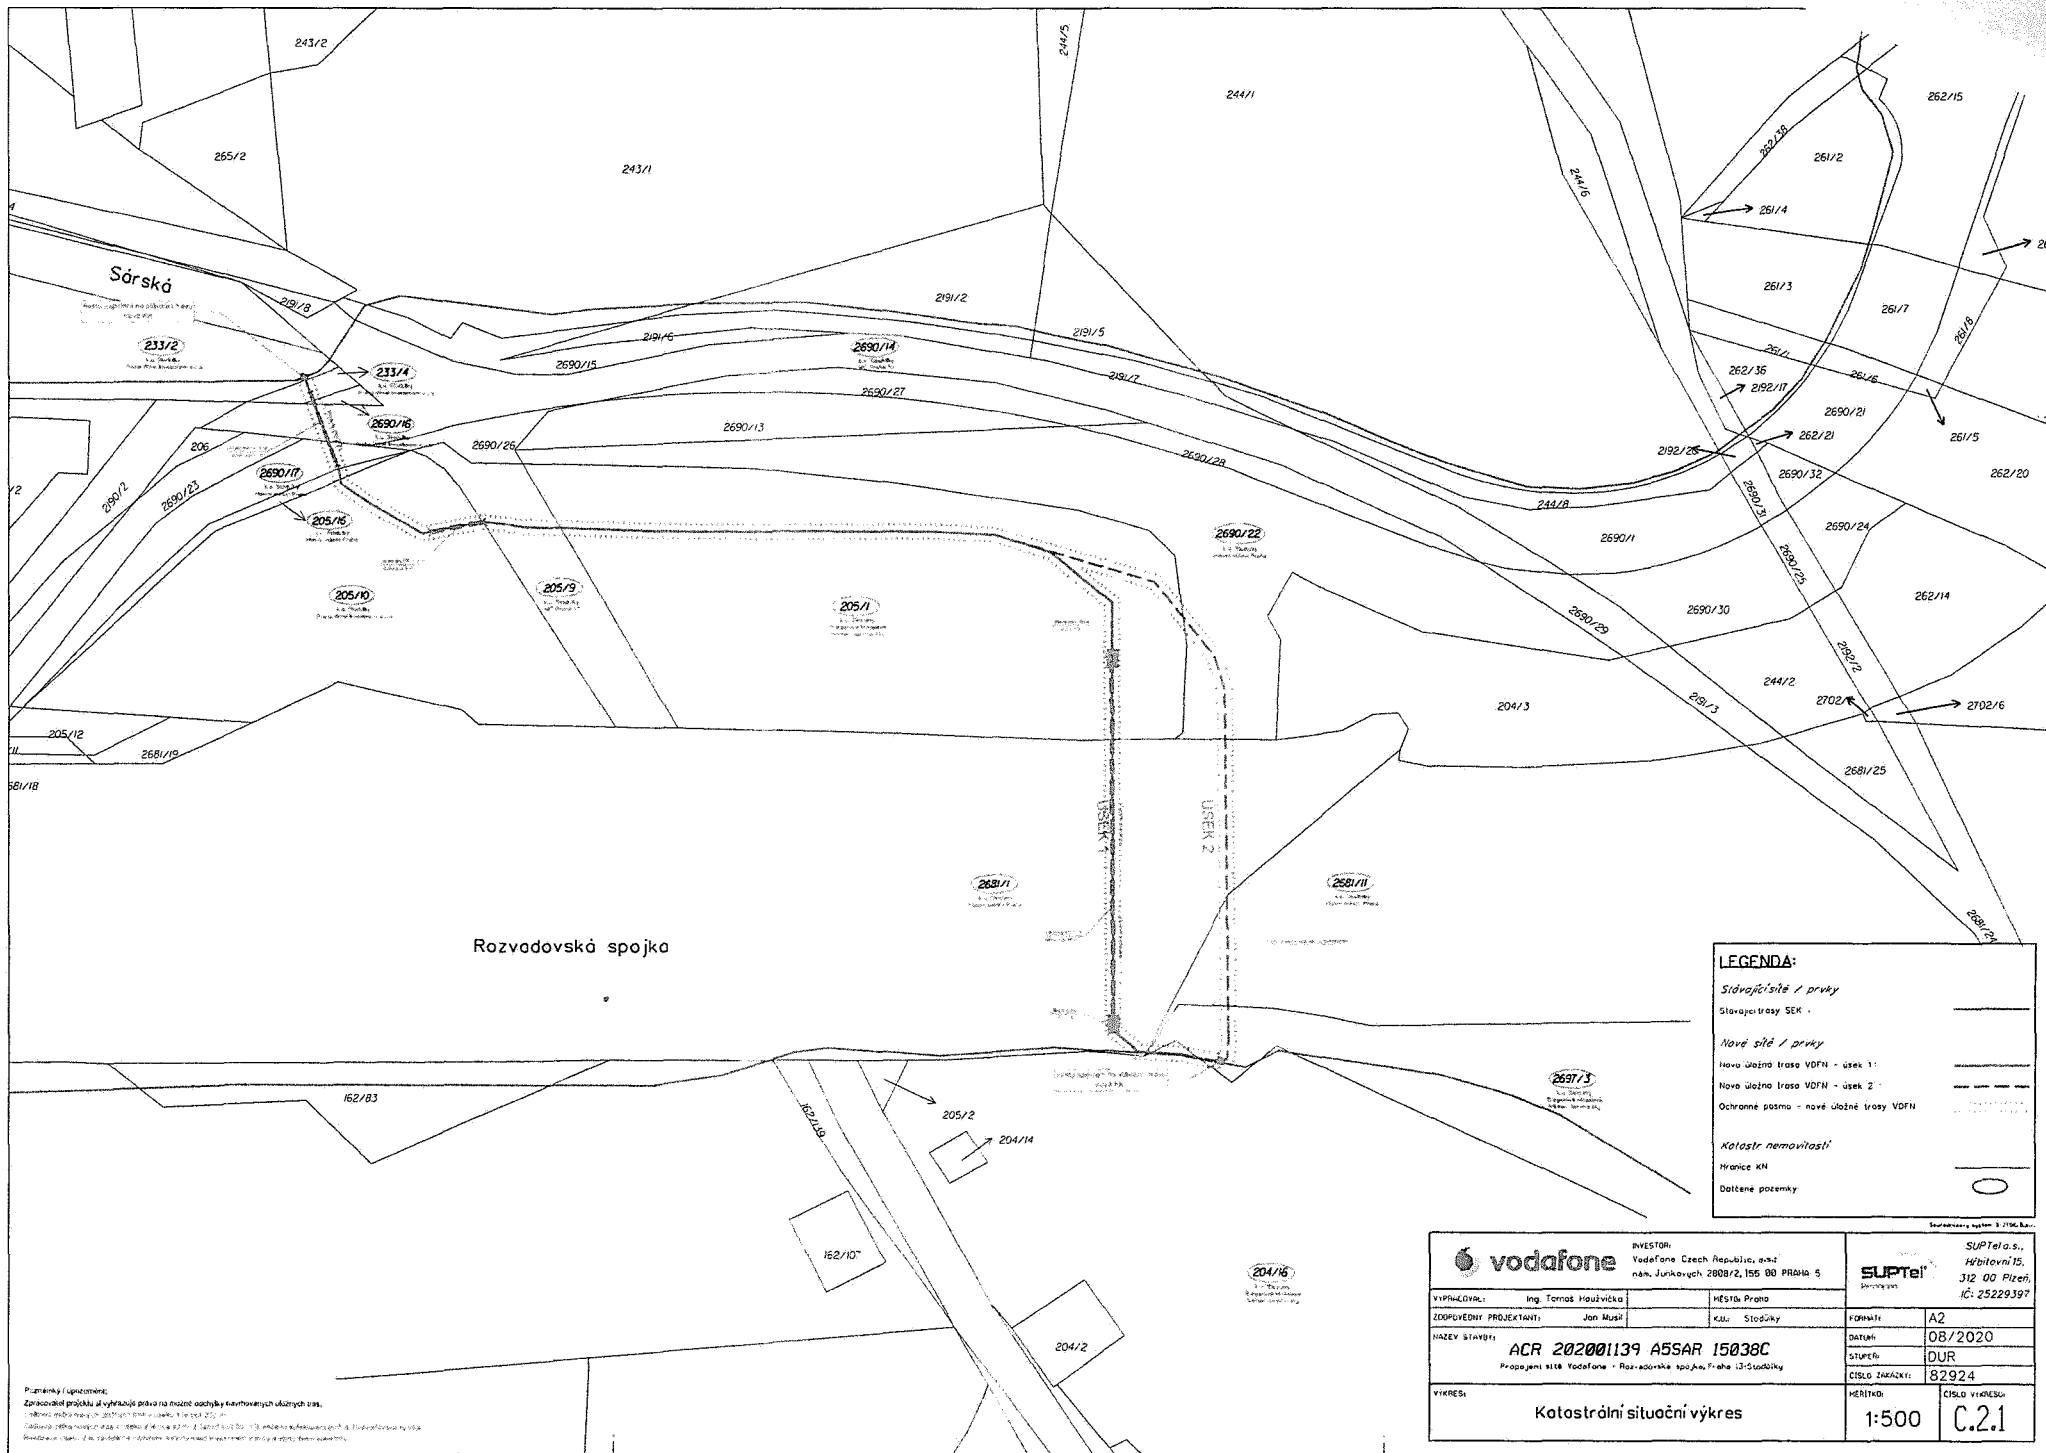 243/2
244/5
244/1
262/15
265/2
243/1
262/38
261/2
244/6
261/4
Sárská
2191/8
2191/2
261/3
261/7
261/8
233/2
2191/6
2191/5
2690/14
233/4
2690/15
2191/7
261/1
262/36
261/6
2192/17
2690/27
2690/16
2690/13
2690/21
206
2690/26
262/21
261/5
2690/28
2690/17
2690/32
262/20
2190/2
2690/23
2690/31
244/8
205/16
2690/22
2690/1
2690/24
2690/25
205/10
205/9
205/1
2690/30
262/14
2690/29
2192/2
244/2
204/3
2191/3
2702/6
205/12
2681/19
681/18
2681/25
ÚSEK 1
ÚSEK 2
2681/1
2681/11
2681/24
Rozvadovská spojka
162/83
162/139
205/2
204/14
2697/3
162/107
204/16
204/2
LEGENDA:
Stávající sítě / prvky
Stávající trasy SEK
Nové sítě / prvky
Nová úložná trasa VDFN - úsek 1
Nová úložná trasa VDFN - úsek 2
Ochranné pásmo - nové úložné trasy VDFN
Katastr nemovitostí
Hranice KN
Dotčené pozemky
vodafone
INVESTOR:
Vodafone Czech Republic, a.s.
nám. Junkových 2808/2, 155 00 PRAHA 5
SUPTel
SUPTel a.s.,
Hřbitovní 15,
312 00 Plzeň,
IČ: 25229397
VYPRACOVAL: Ing. Tomáš Houžvička
MĚSTO: Praha
ZODPOVĚDNÝ PROJEKTANT: Jan Musil
K.Ú.: Stodůlky
FORMÁT: A2
NÁZEV STAVBY:
ACR 202001139 A5SAR 15038C
Propojení sítě Vodafone - Rozvadovská spojka, Praha 13-Stodůlky
DATUM: 08/2020
STUPEŇ: DUR
ČÍSLO ZAKÁZKY: 82924
VÝKRES:
Katastrální situační výkres
MĚŘÍTKO:
1:500
ČÍSLO VÝKRESU:
C.2.1
Poznámky / upozornění:
Zpracovatel projektu si vyhrazuje právo na možné odchylky navrhovaných úložných tras.